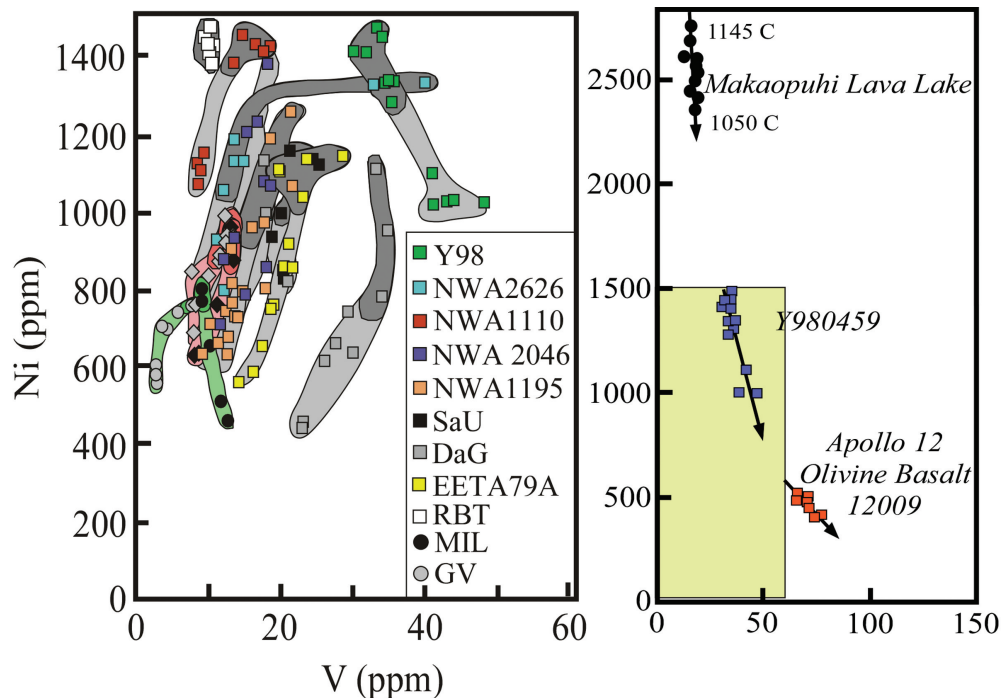 Ni (ppm)
1400
1200
1000
800
600
400
200
0
0
20
40
60
V (ppm)
Y98
NWA2626
NWA1110
NWA 2046
NWA1195
SaU
DaG
EETA79A
RBT
MIL
GV
2500
2000
1500
1000
500
0
0
50
100
150
1145 C
Makaopuhi Lava Lake
1050 C
Y980459
Apollo 12
Olivine Basalt
12009